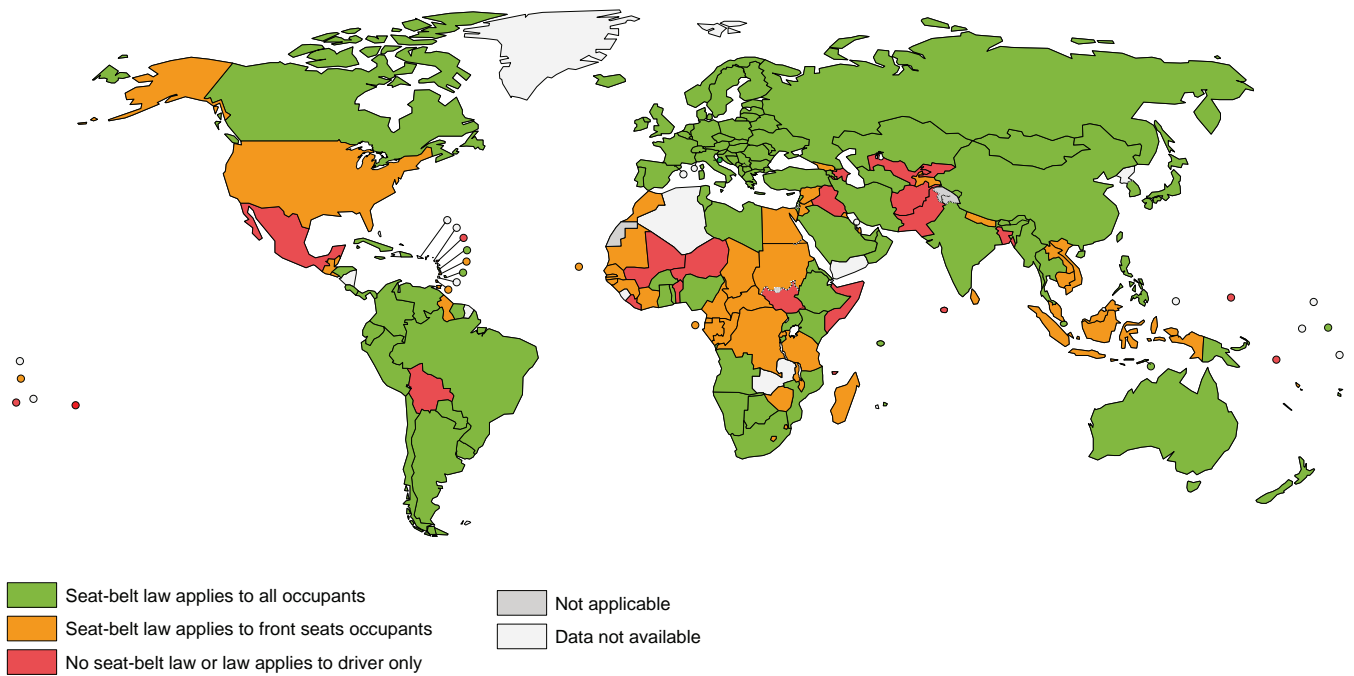 Seat-belt law applies to all occupants
Seat-belt law applies to front seats occupants
No seat-belt law or law applies to driver only
Not applicable
Data not available